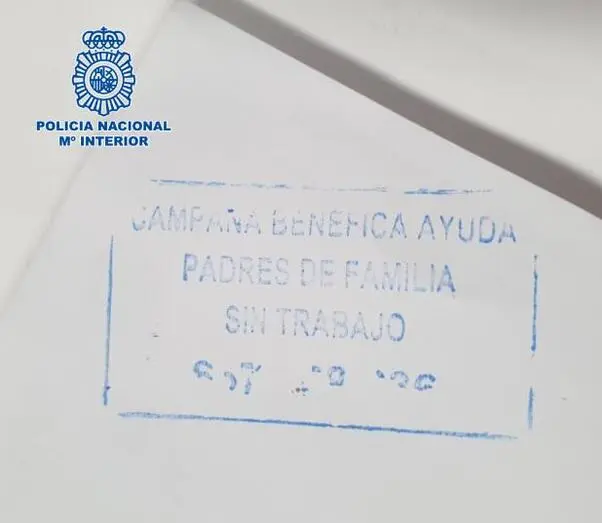 POLICIA NACIONAL
Mº INTERIOR
CAMPAÑA BENEFICA AYUDA
PADRES DE FAMILIA
SIN TRABAJO